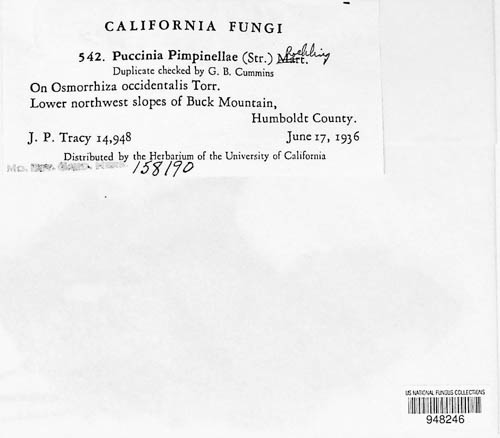 CALIFORNIA FUNGI
542. Puccinia Pimpinellae (Str.) Mart. Röhling
Duplicate checked by G. B. Cummins
On Osmorrhiza occidentalis Torr.
Lower northwest slopes of Buck Mountain,
Humboldt County.
J. P. Tracy 14,948 June 17, 1936
Distributed by the Herbarium of the University of California
158190
US NATIONAL FUNGUS COLLECTIONS
948246